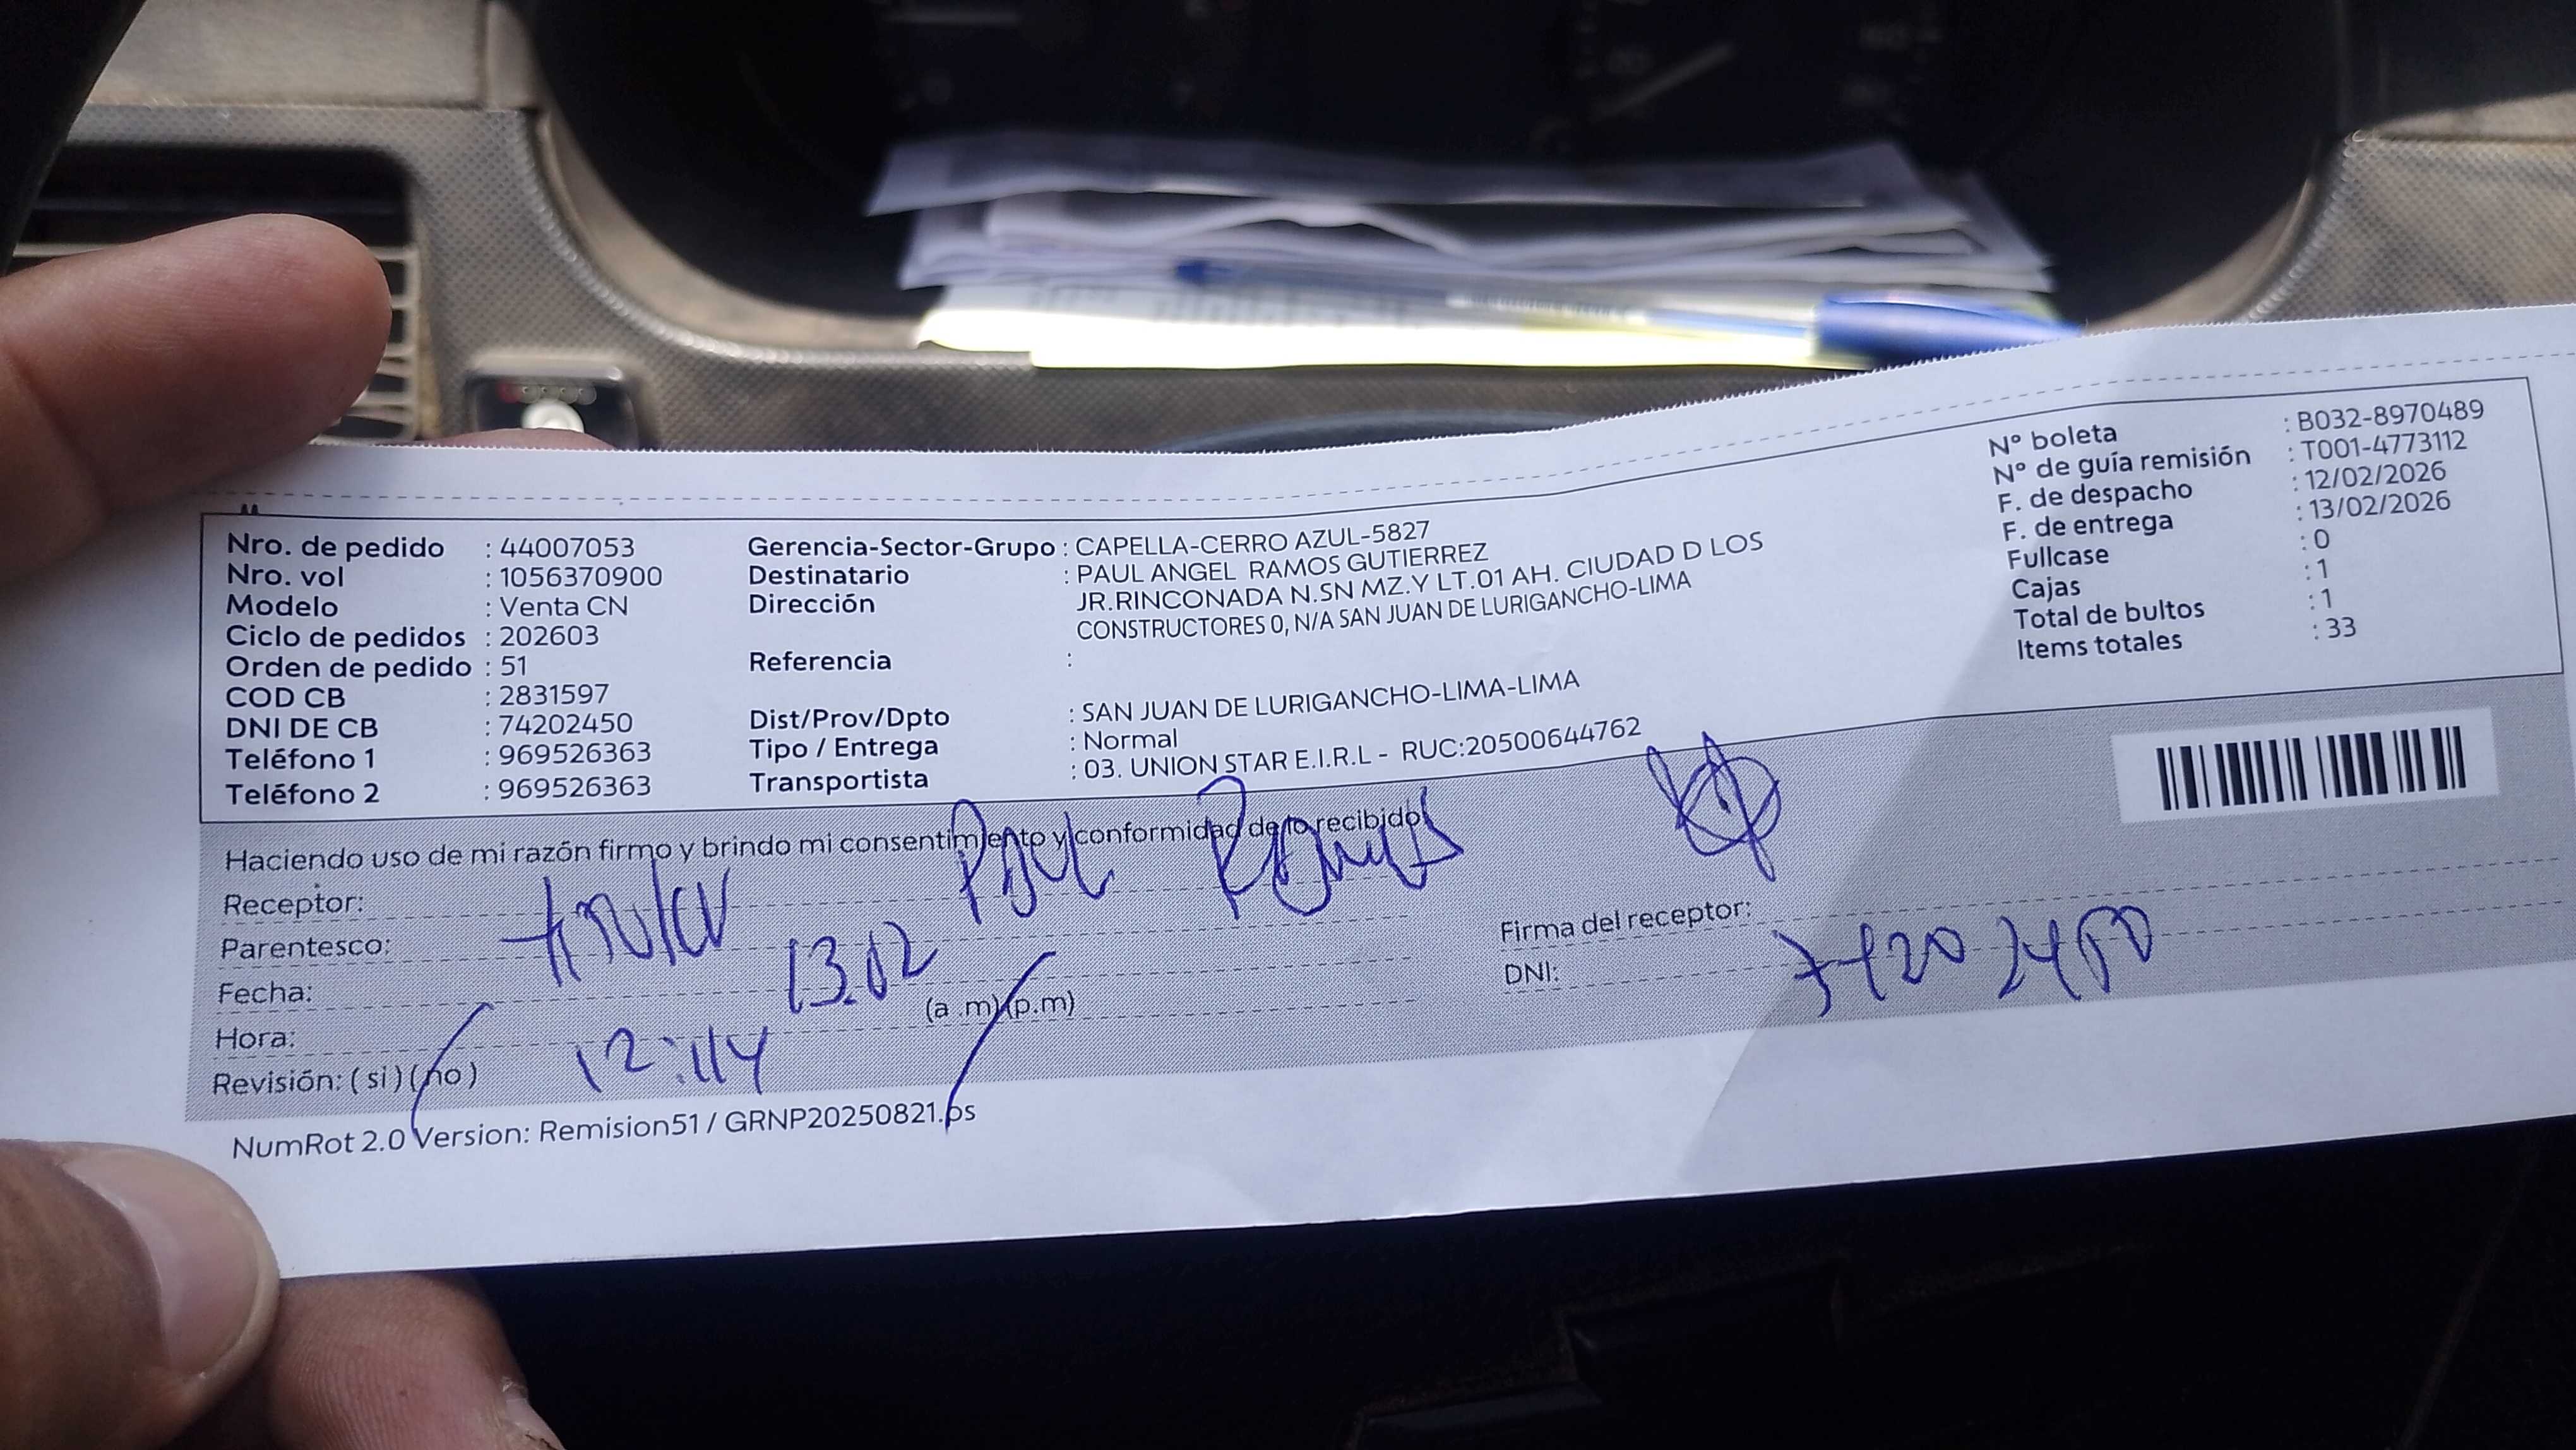 Nro. de pedido : 44007053
Nro. vol : 1056370900
Modelo : Venta CN
Ciclo de pedidos : 202603
Orden de pedido : 51
COD CB : 2831597
DNI DE CB : 74202450
Teléfono 1 : 969526363
Teléfono 2 : 969526363
Gerencia-Sector-Grupo : CAPELLA-CERRO AZUL-5827
Destinatario : PAUL ANGEL RAMOS GUTIERREZ
Dirección JR.RINCONADA N.SN MZ.Y LT.01 AH. CIUDAD D LOS
CONSTRUCTORES 0, N/A SAN JUAN DE LURIGANCHO-LIMA
Referencia :
Dist/Prov/Dpto : SAN JUAN DE LURIGANCHO-LIMA-LIMA
Tipo / Entrega : Normal
Transportista : 03. UNION STAR E.I.R.L - RUC:20500644762
N° boleta : B032-8970489
N° de guía remisión : T001-4773112
F. de despacho : 12/02/2026
F. de entrega : 13/02/2026
Fullcase : 0
Cajas : 1
Total de bultos : 1
Items totales : 33
Haciendo uso de mi razón firmo y brindo mi consentimiento y conformidad de lo recibido
Receptor: Paul Ramos
Parentesco: titular
Fecha: 13.02
Hora: 12:14 (a .m)(p.m)
Revisión: ( si ) ( no )
Firma del receptor:
DNI: 74202450
NumRot 2.0 Version: Remision51 / GRNP20250821.ps